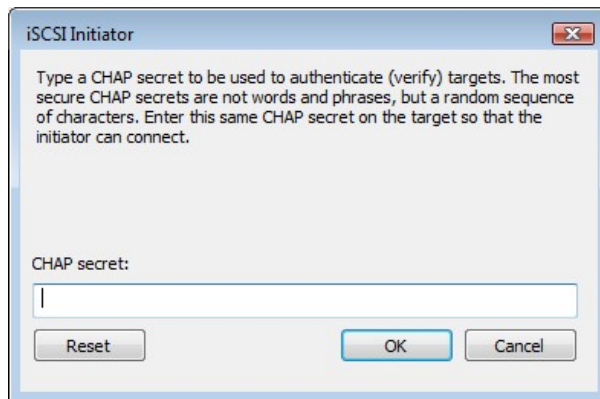 iSCSI Initiator
Type a CHAP secret to be used to authenticate (verify) targets. The most
secure CHAP secrets are not words and phrases, but a random sequence
of characters. Enter this same CHAP secret on the target so that the
initiator can connect.
CHAP secret:
Reset OK Cancel